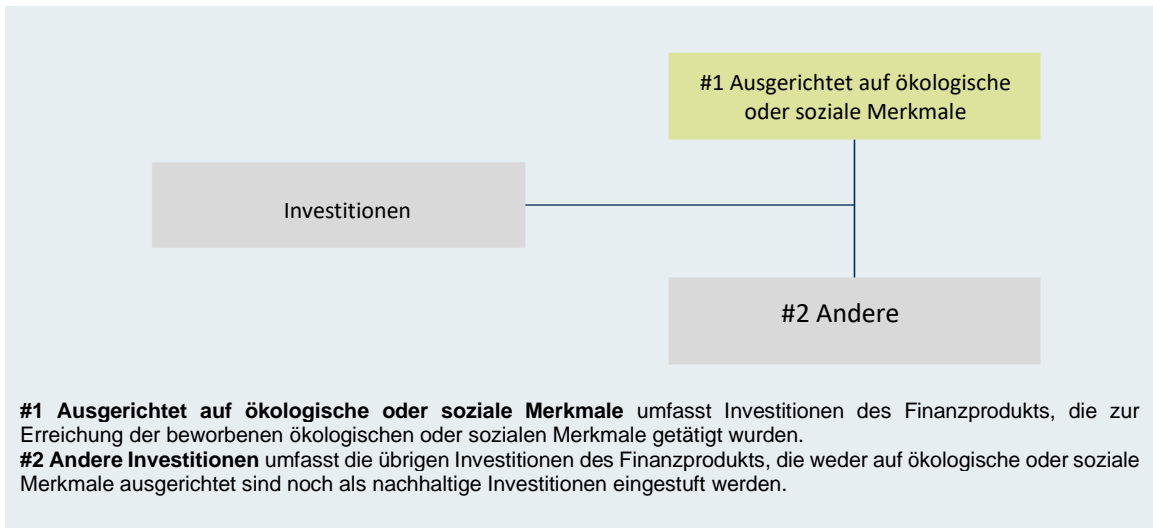 #1 Ausgerichtet auf ökologische
oder soziale Merkmale
Investitionen
#2 Andere
#1 Ausgerichtet auf ökologische oder soziale Merkmale umfasst Investitionen des Finanzprodukts, die zur
Erreichung der beworbenen ökologischen oder sozialen Merkmale getätigt wurden.
#2 Andere Investitionen umfasst die übrigen Investitionen des Finanzprodukts, die weder auf ökologische oder soziale
Merkmale ausgerichtet sind noch als nachhaltige Investitionen eingestuft werden.